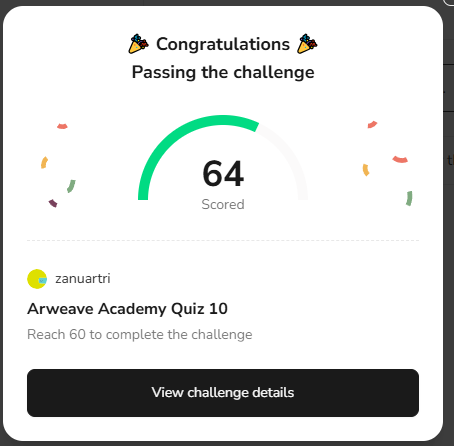 🎉 Congratulations 🎉
Passing the challenge
64
Scored
zanuartri
Arweave Academy Quiz 10
Reach 60 to complete the challenge
View challenge details